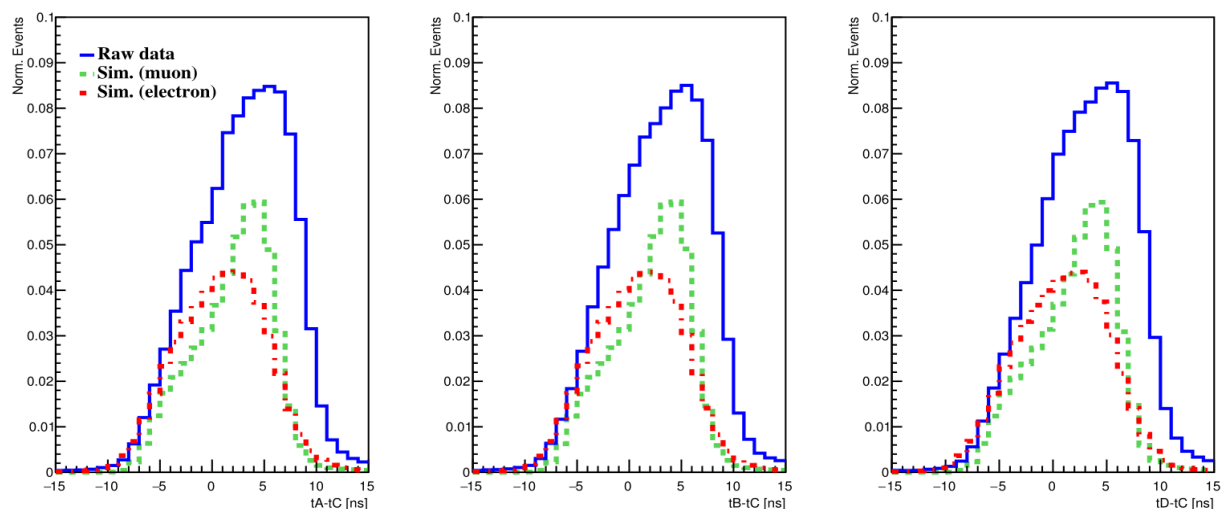 Norm. Events
0.1
0.09
0.08
0.07
0.06
0.05
0.04
0.03
0.02
0.01
0
Raw data
Sim. (muon)
Sim. (electron)
−15 −10 −5 0 5 10 15
tA-tC [ns]
Norm. Events
0.1
0.09
0.08
0.07
0.06
0.05
0.04
0.03
0.02
0.01
0
−15 −10 −5 0 5 10 15
tB-tC [ns]
Norm. Events
0.1
0.09
0.08
0.07
0.06
0.05
0.04
0.03
0.02
0.01
0
−15 −10 −5 0 5 10 15
tD-tC [ns]